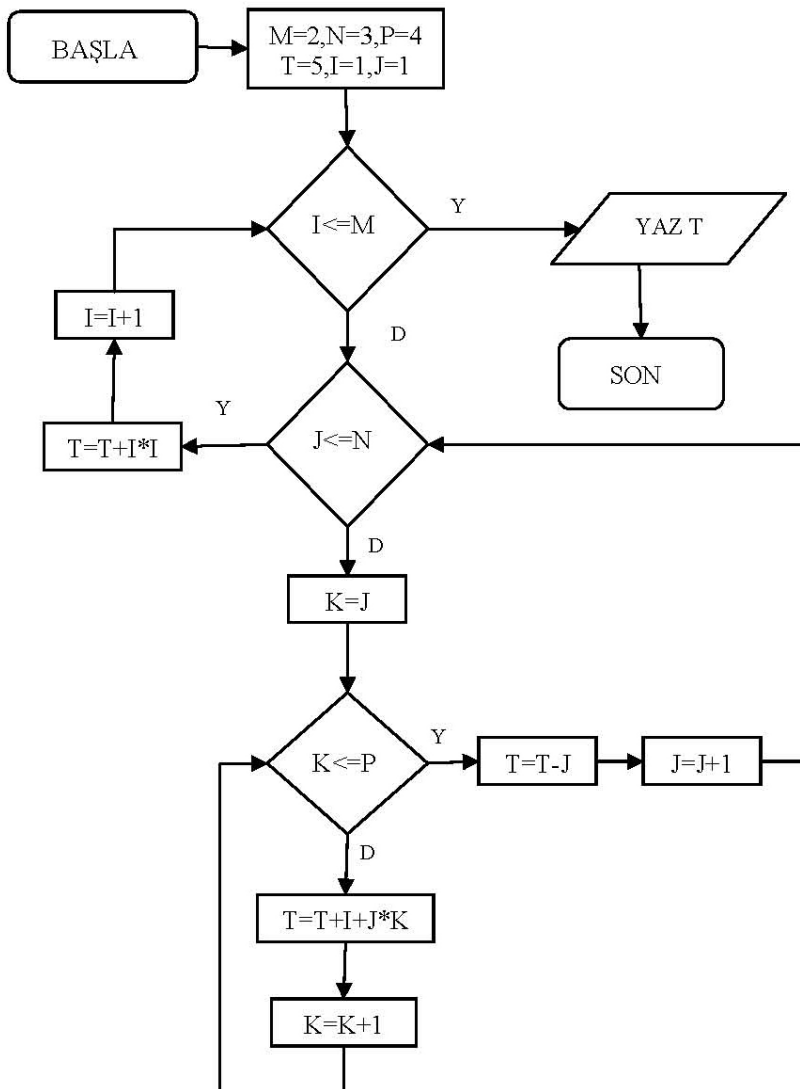 BAŞLA
M=2,N=3,P=4
T=5,I=1,J=1
I<=M
Y
YAZ T
I=I+1
D
SON
Y
T=T+I*I
J<=N
D
K=J
K<=P
Y
T=T-J
J=J+1
D
T=T+I+J*K
K=K+1